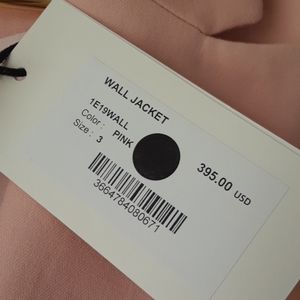 WALL JACKET
1E19WALL
Color : PINK
Size : 3
395.00 USD
3664784080671